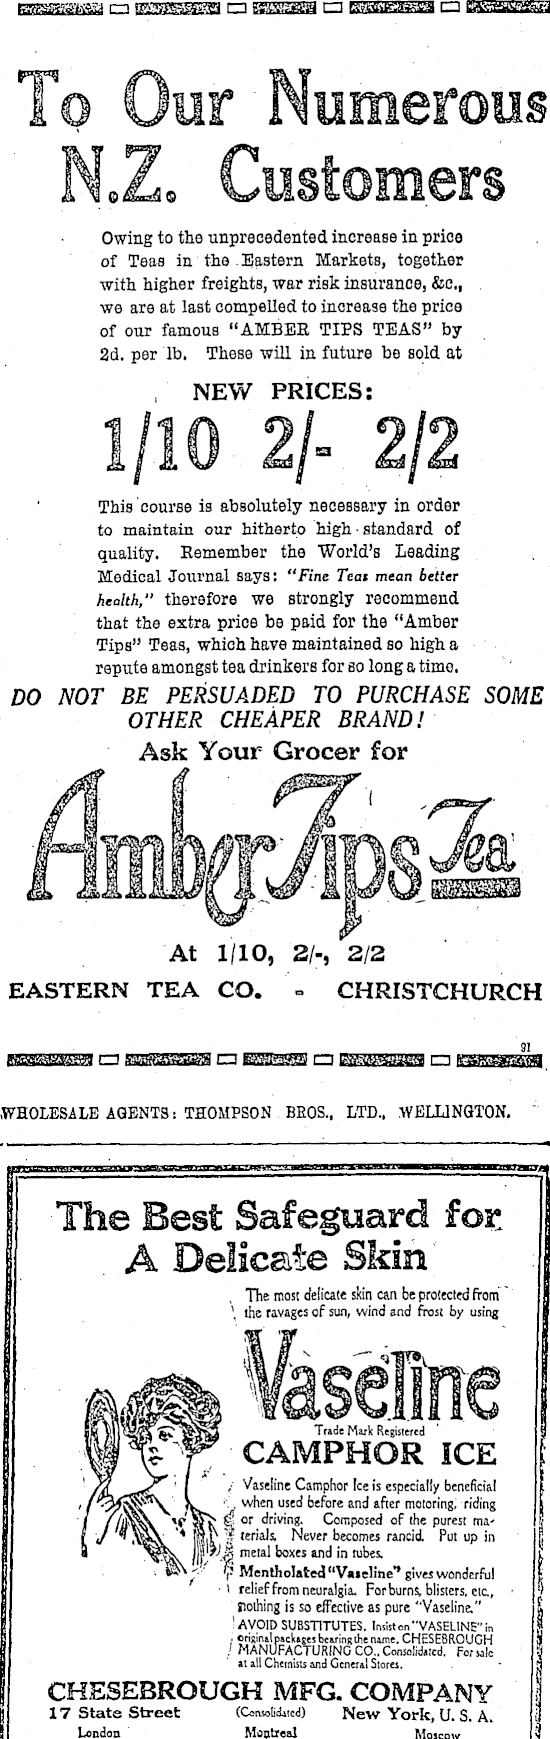 To Our Numerous
N.Z. Customers
Owing to the unprecedented increase in price
of Teas in the Eastern Markets, together
with higher freights, war risk insurance, &c.,
we are at last compelled to increase the price
of our famous "AMBER TIPS TEAS" by
2d. per lb. These will in future be sold at
NEW PRICES:
1/10 2/- 2/2
This course is absolutely necessary in order
to maintain our hitherto high standard of
quality. Remember the World's Leading
Medical Journal says: "Fine Teas mean better
health," therefore we strongly recommend
that the extra price be paid for the "Amber
Tips" Teas, which have maintained so high a
repute amongst tea drinkers for so long a time.
DO NOT BE PERSUADED TO PURCHASE SOME
OTHER CHEAPER BRAND!
Ask Your Grocer for
Amber Tips Tea
At 1/10, 2/-, 2/2
EASTERN TEA CO. - CHRISTCHURCH
91
WHOLESALE AGENTS: THOMPSON BROS., LTD., WELLINGTON.
The Best Safeguard for
A Delicate Skin
The most delicate skin can be protected from
the ravages of sun, wind and frost by using
Vaseline
Trade Mark Registered
CAMPHOR ICE
Vaseline Camphor Ice is especially beneficial
when used before and after motoring, riding
or driving. Composed of the purest ma-
terials. Never becomes rancid. Put up in
metal boxes and in tubes.
Mentholated "Vaseline" gives wonderful
relief from neuralgia. For burns, blisters, etc.,
nothing is so effective as pure "Vaseline."
AVOID SUBSTITUTES. Insist on "VASELINE" in
original packages bearing the name, CHESEBROUGH
MANUFACTURING CO., Consolidated. For sale
at all Chemists and General Stores.
CHESEBROUGH MFG. COMPANY
17 State Street (Consolidated) New York, U. S. A.
London Montreal Moscow